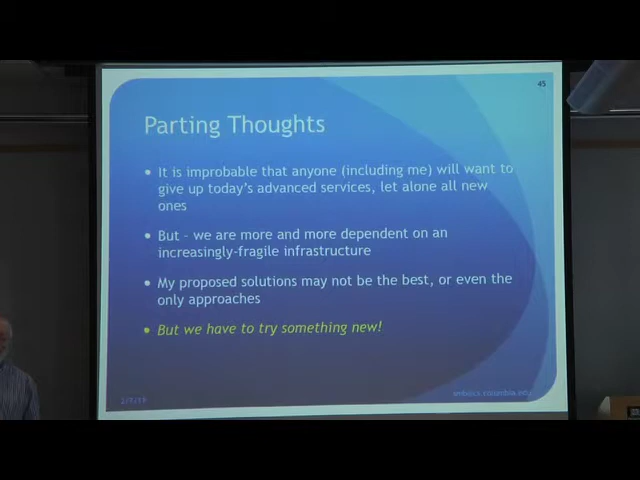 45
Parting Thoughts
• It is improbable that anyone (including me) will want to
give up today's advanced services, let alone all new
ones
• But – we are more and more dependent on an
increasingly-fragile infrastructure
• My proposed solutions may not be the best, or even the
only approaches
• But we have to try something new!